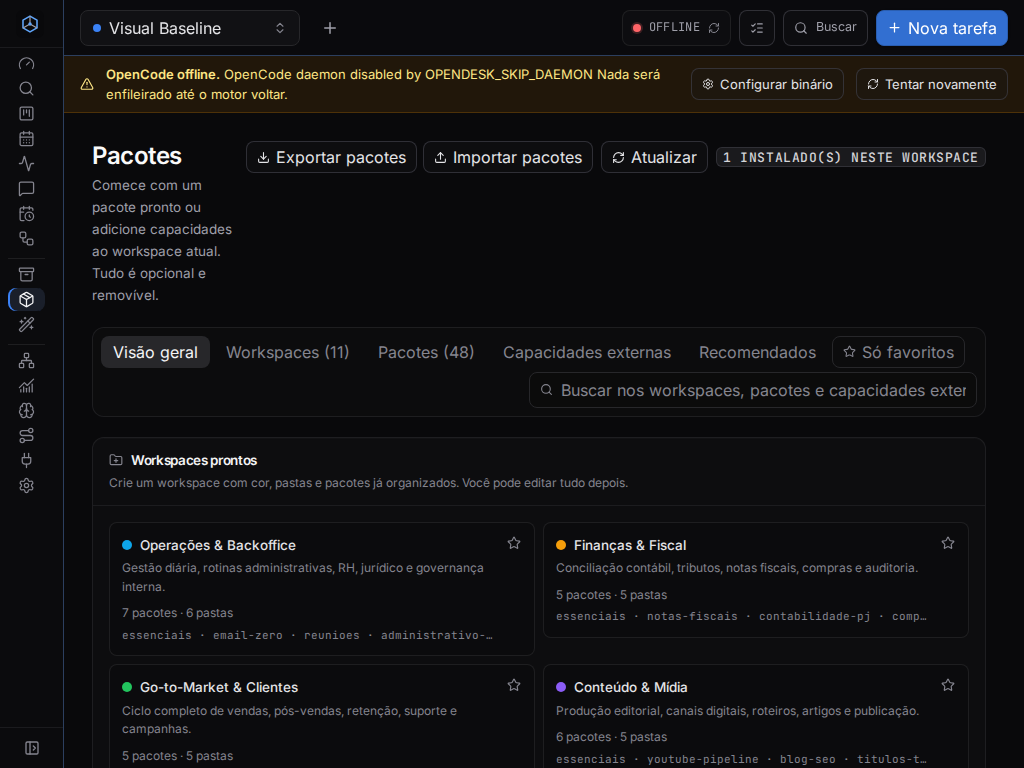 Visual Baseline
OFFLINE
Buscar
Nova tarefa
OpenCode offline. OpenCode daemon disabled by OPENDESK_SKIP_DAEMON Nada será
enfileirado até o motor voltar.
Configurar binário
Tentar novamente
Pacotes
Exportar pacotes
Importar pacotes
Atualizar
1 INSTALADO(S) NESTE WORKSPACE
Comece com um
pacote pronto ou
adicione capacidades
ao workspace atual.
Tudo é opcional e
removível.
Visão geral
Workspaces (11)
Pacotes (48)
Capacidades externas
Recomendados
Só favoritos
Buscar nos workspaces, pacotes e capacidades exter
Workspaces prontos
Crie um workspace com cor, pastas e pacotes já organizados. Você pode editar tudo depois.
Operações & Backoffice
Gestão diária, rotinas administrativas, RH, jurídico e governança
interna.
7 pacotes · 6 pastas
essenciais · email-zero · reunioes · administrativo-…
Finanças & Fiscal
Conciliação contábil, tributos, notas fiscais, compras e auditoria.
5 pacotes · 5 pastas
essenciais · notas-fiscais · contabilidade-pj · comp…
Go-to-Market & Clientes
Ciclo completo de vendas, pós-vendas, retenção, suporte e
campanhas.
5 pacotes · 5 pastas
Conteúdo & Mídia
Produção editorial, canais digitais, roteiros, artigos e publicação.
6 pacotes · 5 pastas
essenciais · youtube-pipeline · blog-seo · titulos-t…